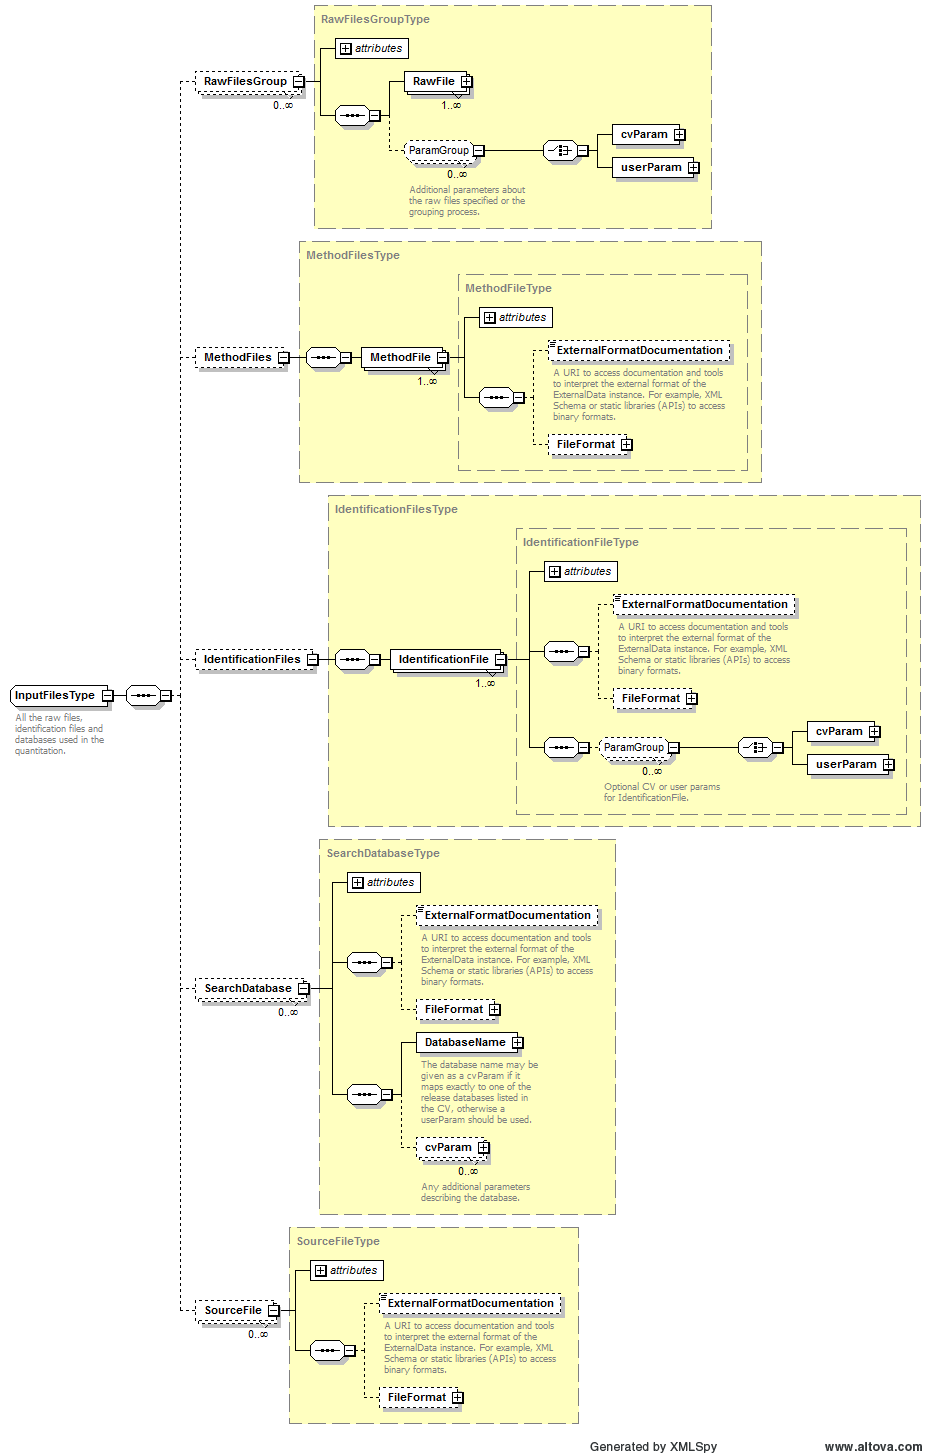 RawFilesGroupType
attributes
RawFilesGroup
0..∞
RawFile
1..∞
ParamGroup
0..∞
Additional parameters about
the raw files specified or the
grouping process.
cvParam
userParam
MethodFilesType
MethodFileType
attributes
MethodFiles
MethodFile
1..∞
ExternalFormatDocumentation
A URI to access documentation and tools
to interpret the external format of the
ExternalData instance. For example, XML
Schema or static libraries (APIs) to access
binary formats.
FileFormat
IdentificationFilesType
IdentificationFileType
attributes
ExternalFormatDocumentation
A URI to access documentation and tools
to interpret the external format of the
ExternalData instance. For example, XML
Schema or static libraries (APIs) to access
binary formats.
IdentificationFiles
IdentificationFile
1..∞
FileFormat
InputFilesType
All the raw files,
identification files and
databases used in the
quantitation.
ParamGroup
0..∞
Optional CV or user params
for IdentificationFile.
cvParam
userParam
SearchDatabaseType
attributes
ExternalFormatDocumentation
A URI to access documentation and tools
to interpret the external format of the
ExternalData instance. For example, XML
Schema or static libraries (APIs) to access
binary formats.
SearchDatabase
0..∞
FileFormat
DatabaseName
The database name may be
given as a cvParam if it
maps exactly to one of the
release databases listed in
the CV, otherwise a
userParam should be used.
cvParam
0..∞
Any additional parameters
describing the database.
SourceFileType
attributes
SourceFile
0..∞
ExternalFormatDocumentation
A URI to access documentation and tools
to interpret the external format of the
ExternalData instance. For example, XML
Schema or static libraries (APIs) to access
binary formats.
FileFormat
Generated by XMLSpy
www.altova.com